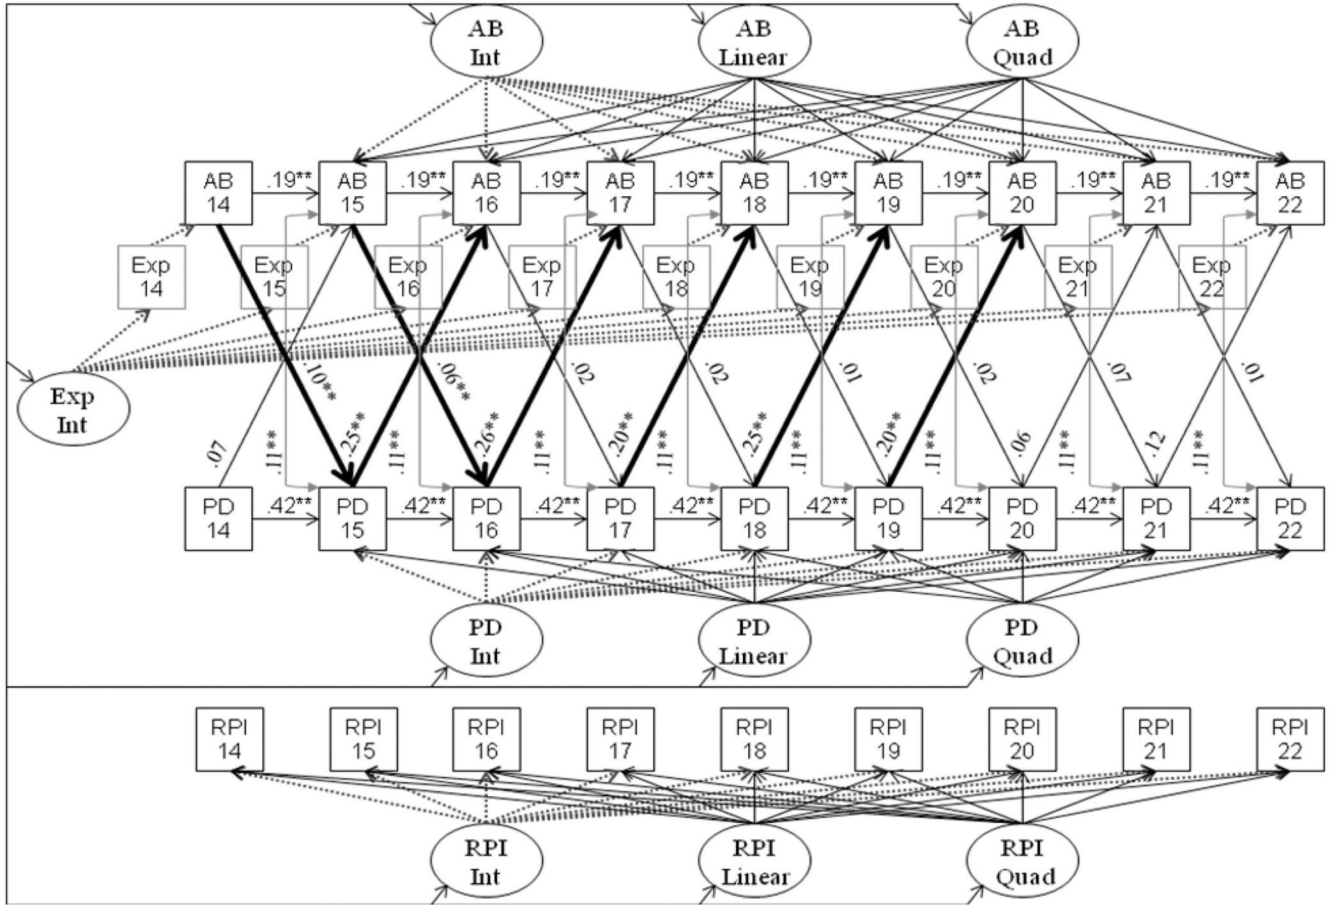 AB
Int
AB
Linear
AB
Quad
AB
14
.19**
AB
15
.19**
AB
16
.19**
AB
17
.19**
AB
18
.19**
AB
19
.19**
AB
20
.19**
AB
21
.19**
AB
22
Exp
14
Exp
15
Exp
16
Exp
17
Exp
18
Exp
19
Exp
20
Exp
21
Exp
22
Exp
Int
.10**
.06**
.02
.02
.01
.02
.07
.01
.07
.11**
.25**
.11**
.26**
.11**
.20**
.11**
.25**
.11**
.20**
.11**
.06
.11**
.12
.11**
PD
14
.42**
PD
15
.42**
PD
16
.42**
PD
17
.42**
PD
18
.42**
PD
19
.42**
PD
20
.42**
PD
21
.42**
PD
22
PD
Int
PD
Linear
PD
Quad
RPI
14
RPI
15
RPI
16
RPI
17
RPI
18
RPI
19
RPI
20
RPI
21
RPI
22
RPI
Int
RPI
Linear
RPI
Quad